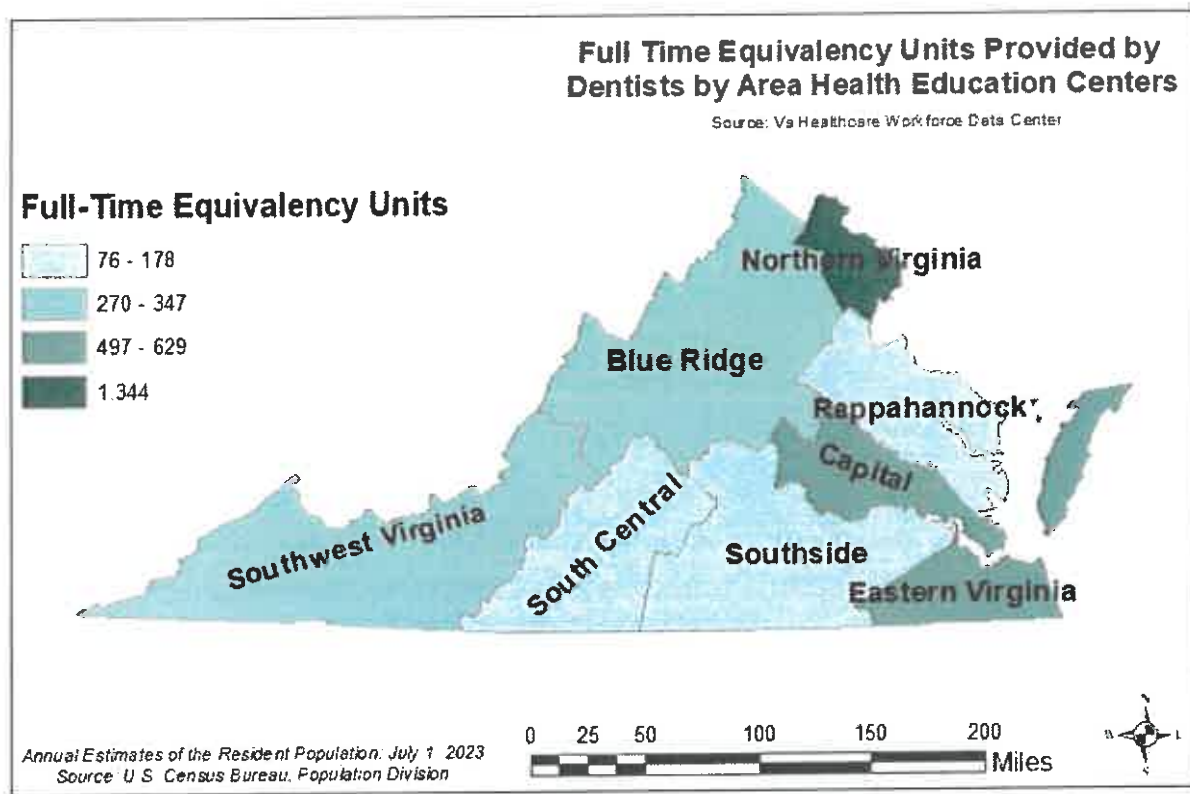 Full Time Equivalency Units Provided by
Dentists by Area Health Education Centers
Source: Va Healthcare Workforce Data Center
Full-Time Equivalency Units
76 - 178
270 - 347
497 - 629
1.344
Northern Virginia
Blue Ridge
Rappahannock
Capital
Southwest Virginia
South Central
Southside
Eastern Virginia
Annual Estimates of the Resident Population: July 1 2023
Source: U S Census Bureau, Population Division
0 25 50 100 150 200
Miles